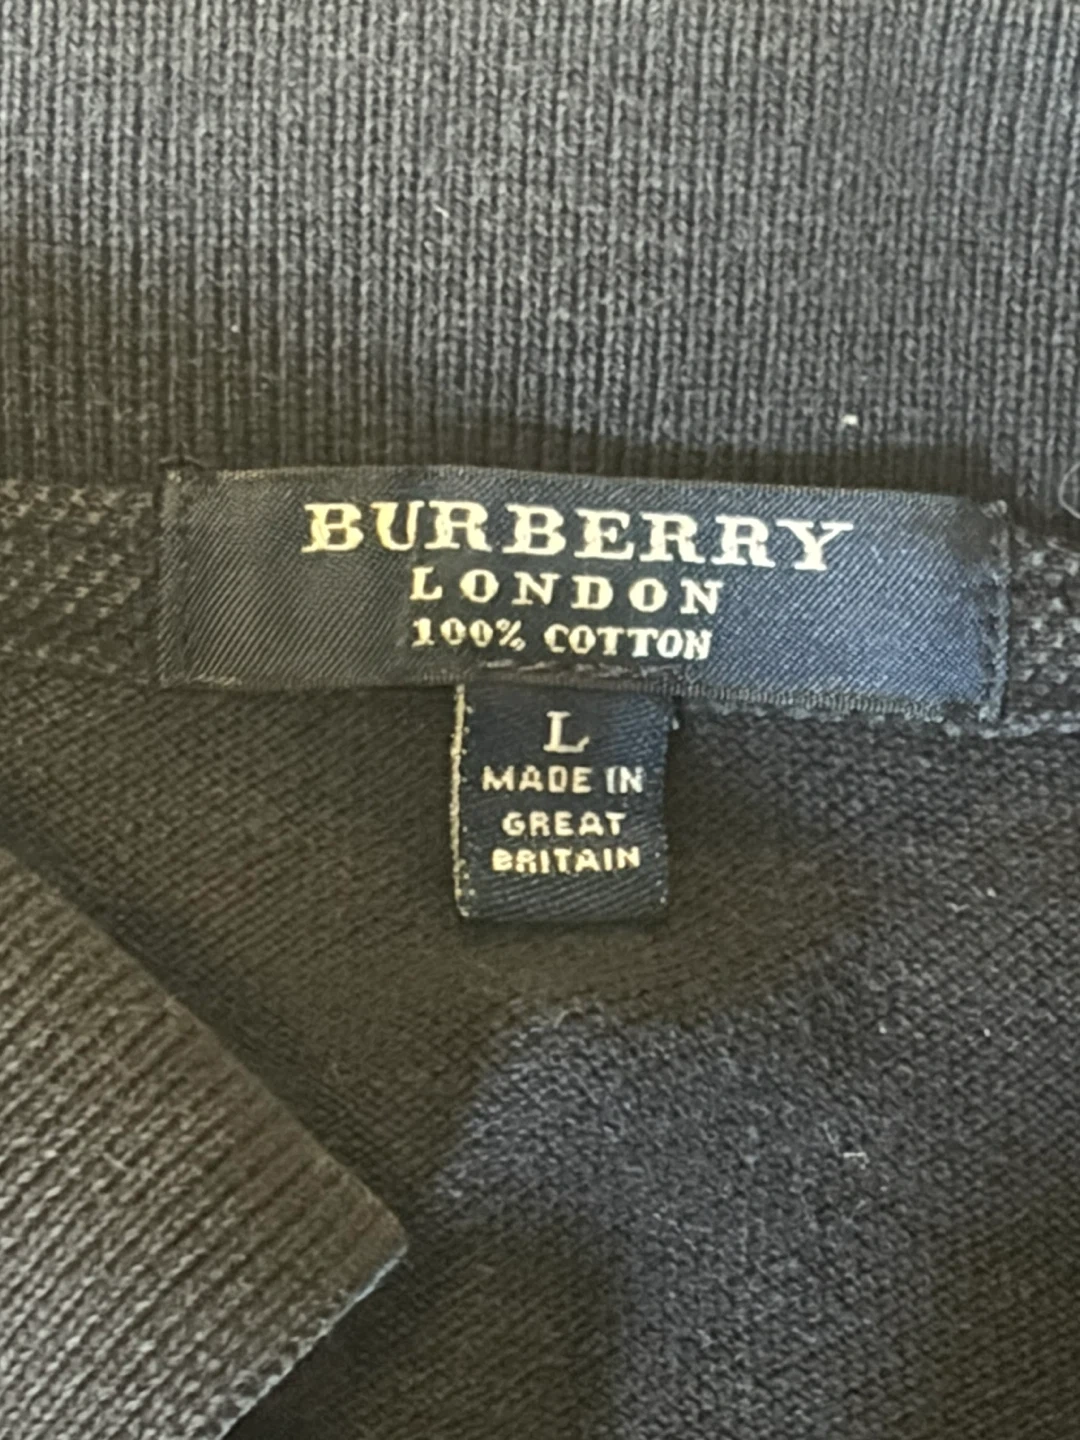 BURBERRY
LONDON
100% COTTON
L
MADE IN
GREAT
BRITAIN